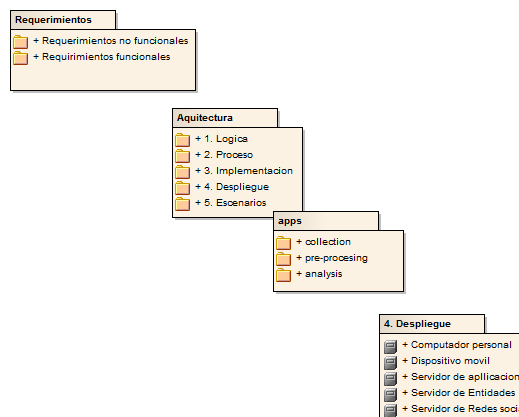 Requerimientos
+ Requerimientos no funcionales
+ Requirimientos funcionales
Aquitectura
+ 1. Logica
+ 2. Proceso
+ 3. Implementacion
+ 4. Despliegue
+ 5. Escenarios
apps
+ collection
+ pre-procesing
+ analysis
4. Despliegue
+ Computador personal
+ Dispositivo movil
+ Servidor de apllicacion
+ Servidor de Entidades
+ Servidor de Redes soci